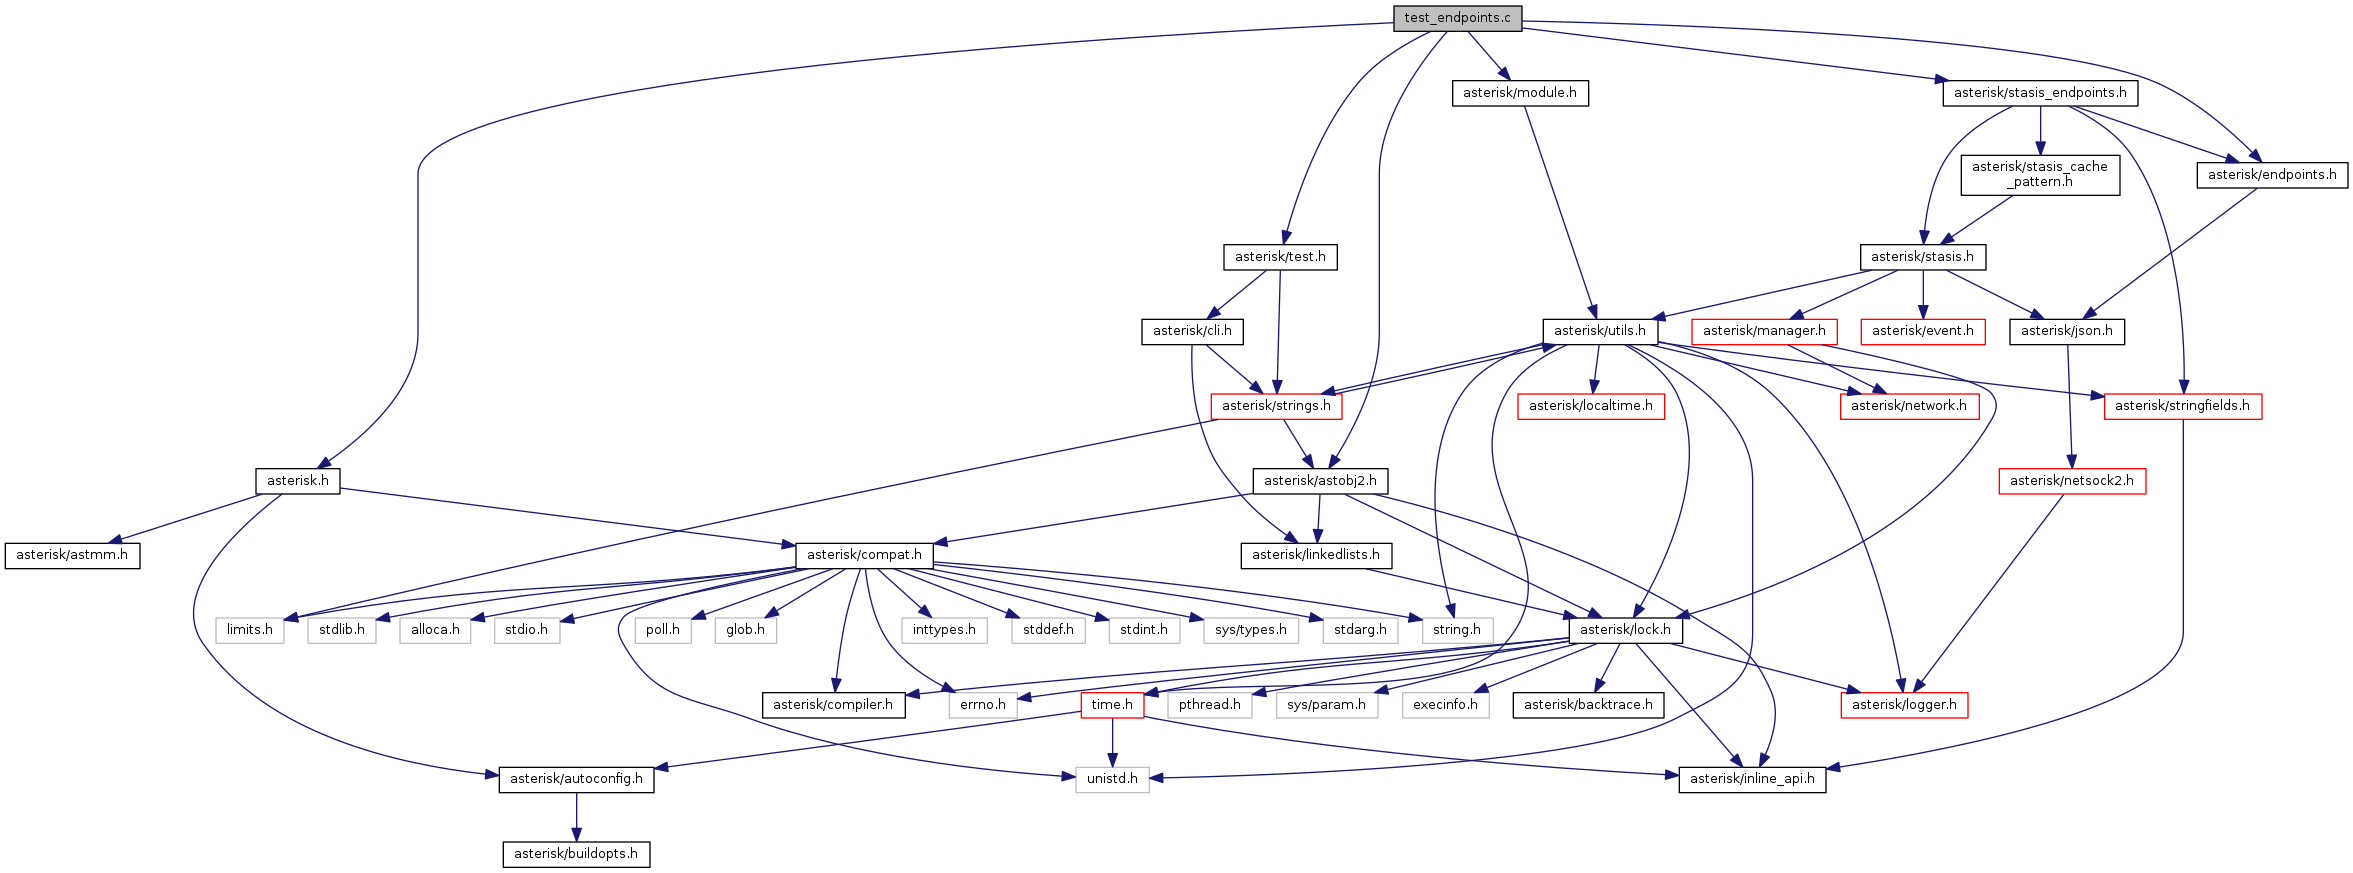 test_endpoints.c
asterisk/module.h
asterisk/stasis_endpoints.h
asterisk/stasis_cache
_pattern.h
asterisk/endpoints.h
asterisk/test.h
asterisk/stasis.h
asterisk/cli.h
asterisk/utils.h
asterisk/manager.h
asterisk/event.h
asterisk/json.h
asterisk/strings.h
asterisk/localtime.h
asterisk/network.h
asterisk/stringfields.h
asterisk.h
asterisk/astobj2.h
asterisk/netsock2.h
asterisk/astmm.h
asterisk/compat.h
asterisk/linkedlists.h
limits.h
stdlib.h
alloca.h
stdio.h
poll.h
glob.h
inttypes.h
stddef.h
stdint.h
sys/types.h
stdarg.h
string.h
asterisk/lock.h
asterisk/compiler.h
errno.h
time.h
pthread.h
sys/param.h
execinfo.h
asterisk/backtrace.h
asterisk/logger.h
asterisk/autoconfig.h
unistd.h
asterisk/inline_api.h
asterisk/buildopts.h